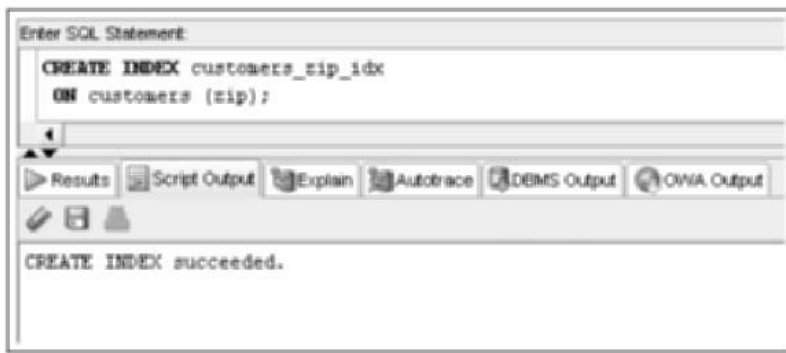 Enter SQL Statement:
CREATE INDEX customers_zip_idx
ON customers (zip);
Results Script Output Explain Autotrace DBMS Output OWA Output
CREATE INDEX succeeded.